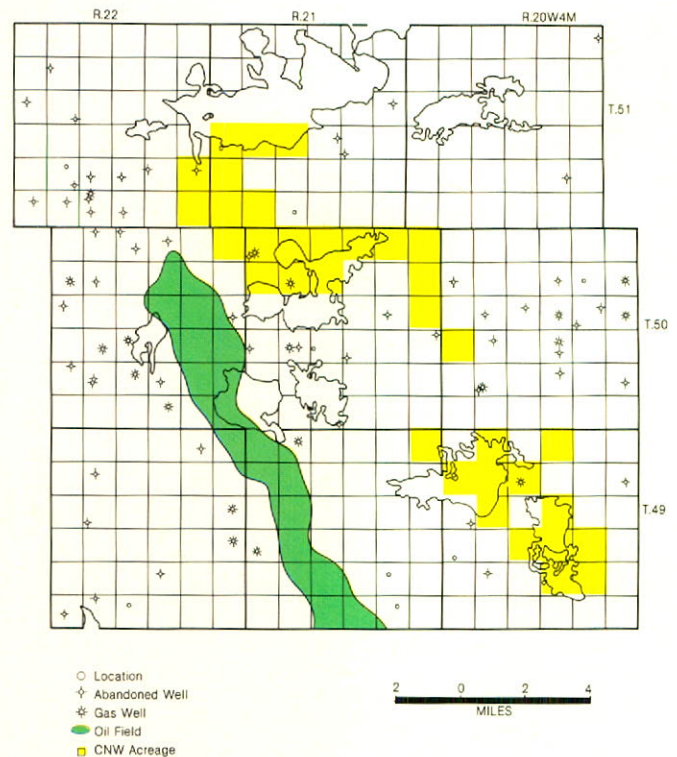 R.22 R.21 R.20W4M
T.51
T.50
T.49
Location
Abandoned Well
Gas Well
Oil Field
CNW Acreage
2 0 2 4
MILES